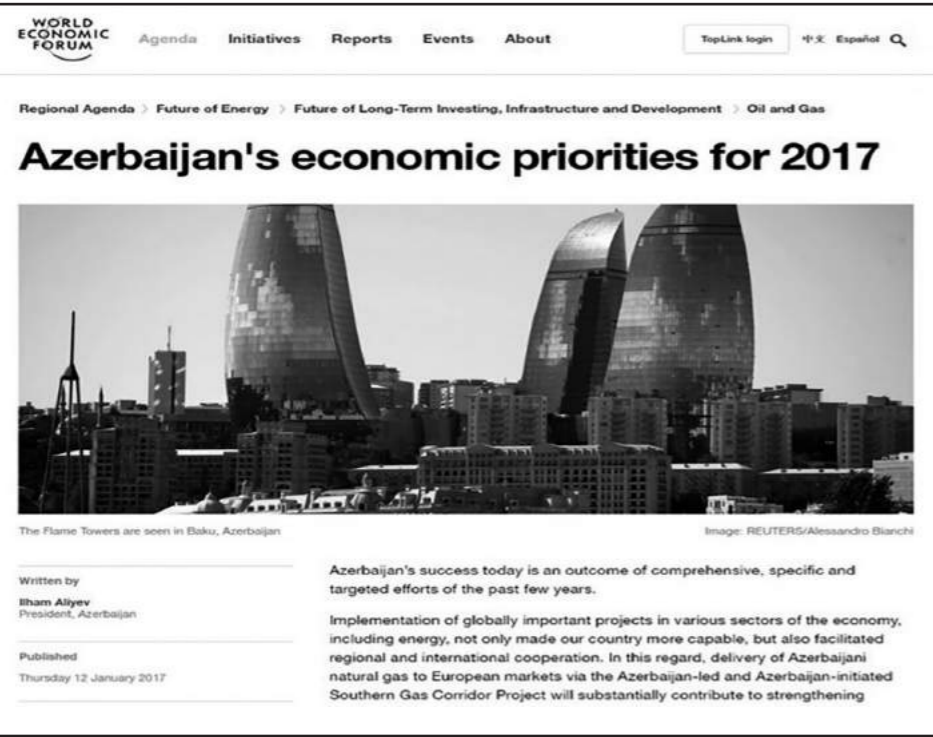 WORLD
ECONOMIC
FORUM
Agenda Initiatives Reports Events About TopLink login 中文 Español
Regional Agenda > Future of Energy > Future of Long-Term Investing, Infrastructure and Development > Oil and Gas
Azerbaijan's economic priorities for 2017
The Flame Towers are seen in Baku, Azerbaijan
Image: REUTERS/Alessandro Bianchi
Written by
Ilham Aliyev
President, Azerbaijan
Published
Thursday 12 January 2017
Azerbaijan's success today is an outcome of comprehensive, specific and
targeted efforts of the past few years.
Implementation of globally important projects in various sectors of the economy,
including energy, not only made our country more capable, but also facilitated
regional and international cooperation. In this regard, delivery of Azerbaijani
natural gas to European markets via the Azerbaijan-led and Azerbaijan-initiated
Southern Gas Corridor Project will substantially contribute to strengthening